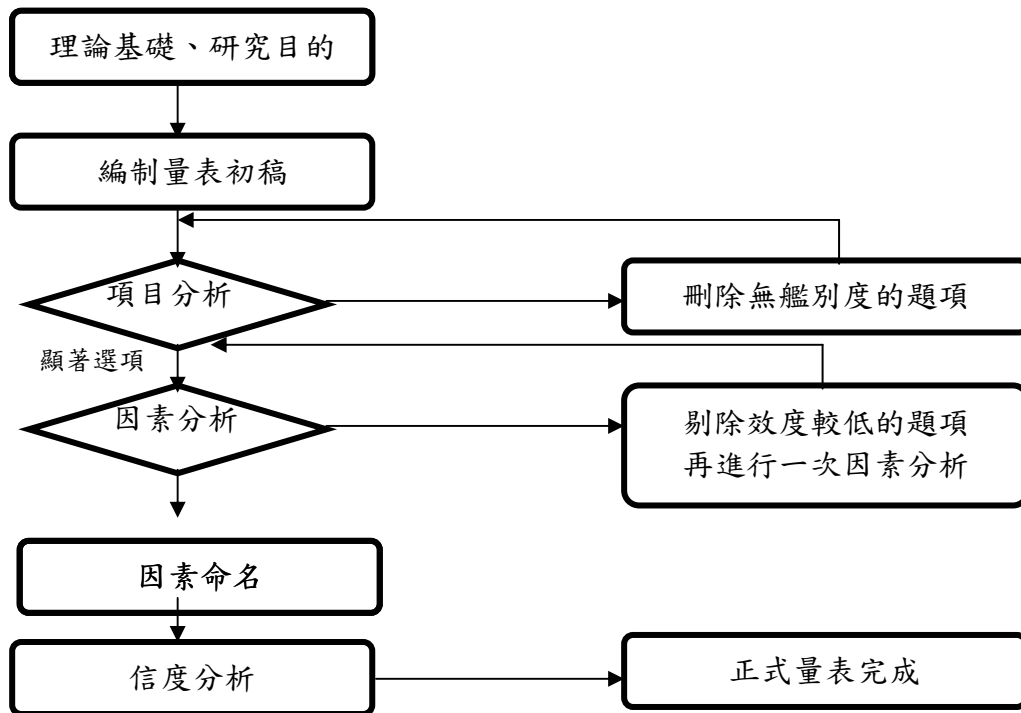 理論基礎、研究目的
編制量表初稿
項目分析
刪除無艦別度的題項
顯著選項
因素分析
剔除效度較低的題項
再進行一次因素分析
因素命名
信度分析
正式量表完成